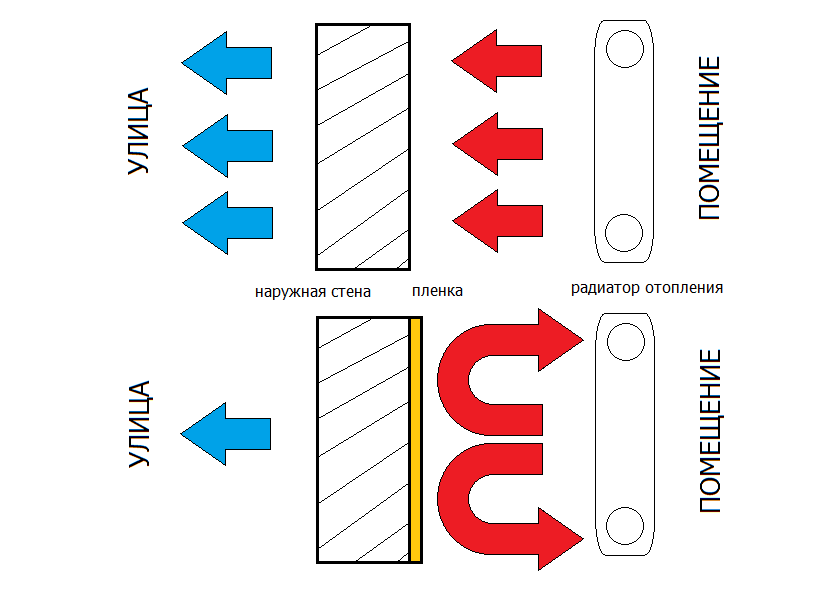 УЛИЦА
ПОМЕЩЕНИЕ
наружная стена
пленка
радиатор отопления
УЛИЦА
ПОМЕЩЕНИЕ